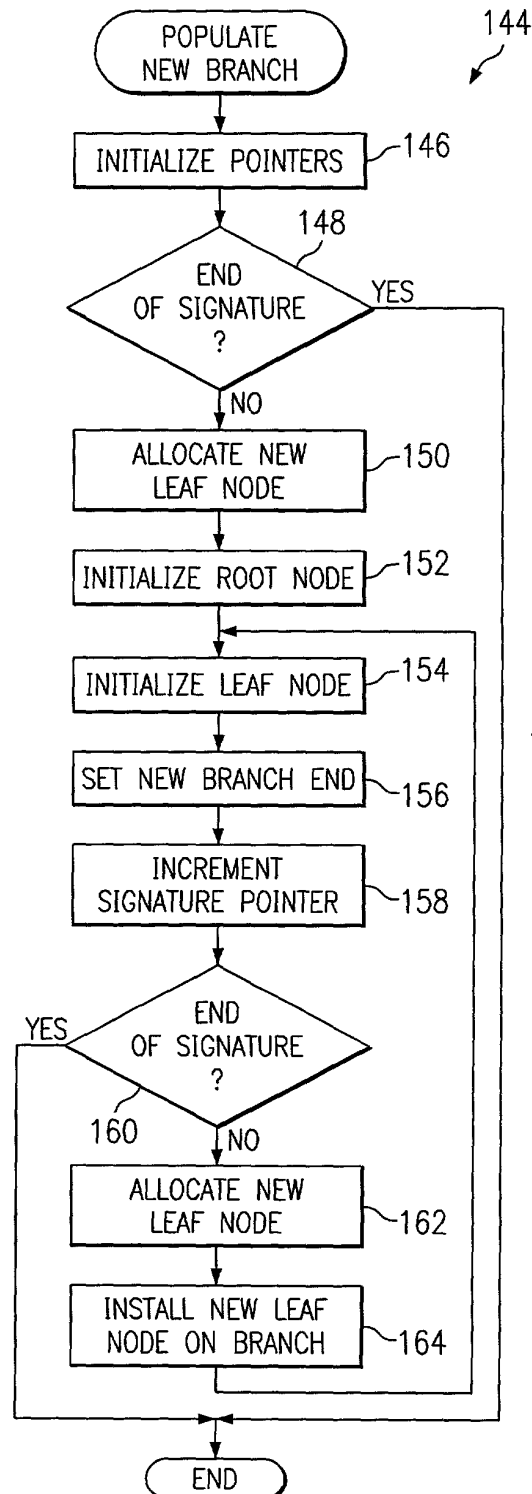 144
POPULATE
NEW BRANCH
INITIALIZE POINTERS
146
148
END
OF SIGNATURE
?
YES
NO
ALLOCATE NEW
LEAF NODE
150
INITIALIZE ROOT NODE
152
INITIALIZE LEAF NODE
154
SET NEW BRANCH END
156
INCREMENT
SIGNATURE POINTER
158
YES
END
OF SIGNATURE
?
160
NO
ALLOCATE NEW
LEAF NODE
162
INSTALL NEW LEAF
NODE ON BRANCH
164
END